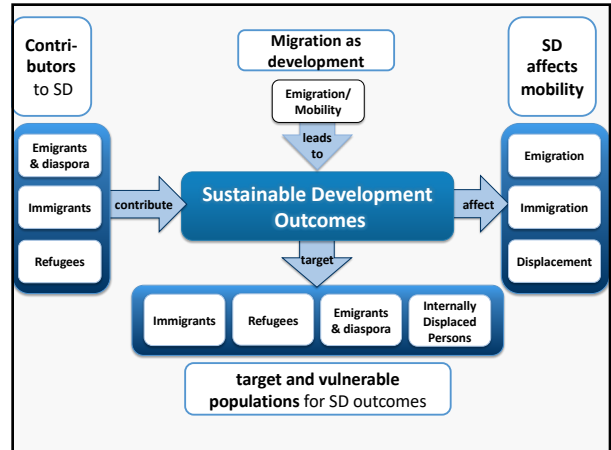 Contri-
butors
to SD
Migration as
development
SD
affects
mobility
Emigration/
Mobility
leads
to
Emigrants
& diaspora
Immigrants
Refugees
contribute
Sustainable Development
Outcomes
affect
Emigration
Immigration
Displacement
target
Immigrants
Refugees
Emigrants
& diaspora
Internally
Displaced
Persons
target and vulnerable
populations for SD outcomes